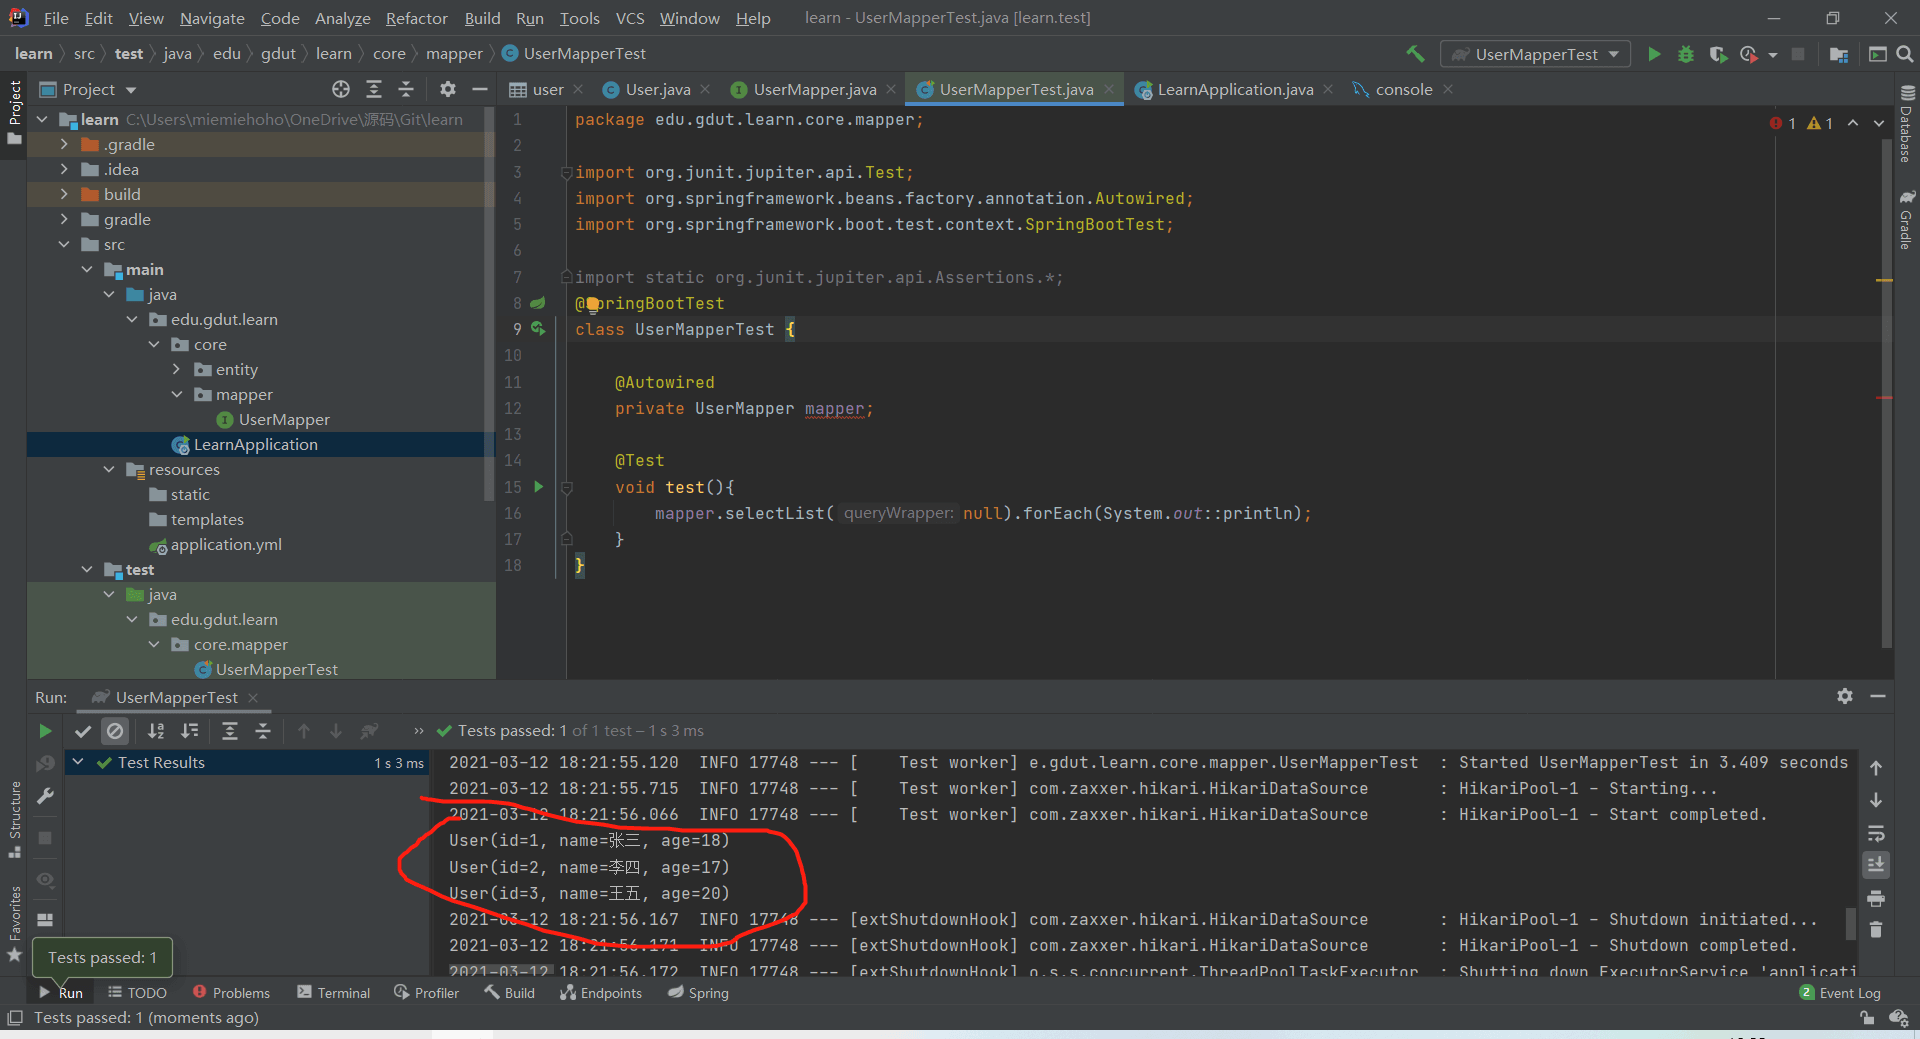 File Edit View Navigate Code Analyze Refactor Build Run Tools VCS Window Help learn - UserMapperTest.java [learn.test]
learn src test java edu gdut learn core mapper UserMapperTest
UserMapperTest
Project
Project
user User.java UserMapper.java UserMapperTest.java LearnApplication.java console
learn C:\Users\miemiehoho\OneDrive\源码\Git\learn
.gradle
.idea
build
gradle
src
main
java
edu.gdut.learn
core
entity
mapper
UserMapper
LearnApplication
resources
static
templates
application.yml
test
java
edu.gdut.learn
core.mapper
UserMapperTest
1 package edu.gdut.learn.core.mapper;
2
3 import org.junit.jupiter.api.Test;
4 import org.springframework.beans.factory.annotation.Autowired;
5 import org.springframework.boot.test.context.SpringBootTest;
6
7 import static org.junit.jupiter.api.Assertions.*;
8 @SpringBootTest
9 class UserMapperTest {
10
11 @Autowired
12 private UserMapper mapper;
13
14 @Test
15 void test(){
16 mapper.selectList( queryWrapper: null).forEach(System.out::println);
17 }
18 }
1 1
Database
Gradle
Run: UserMapperTest
Tests passed: 1 of 1 test – 1 s 3 ms
Test Results 1 s 3 ms
2021-03-12 18:21:55.120 INFO 17748 --- [ Test worker] e.gdut.learn.core.mapper.UserMapperTest : Started UserMapperTest in 3.409 seconds
2021-03-12 18:21:55.715 INFO 17748 --- [ Test worker] com.zaxxer.hikari.HikariDataSource : HikariPool-1 - Starting...
2021-03-12 18:21:56.066 INFO 17748 --- [ Test worker] com.zaxxer.hikari.HikariDataSource : HikariPool-1 - Start completed.
User(id=1, name=张三, age=18)
User(id=2, name=李四, age=17)
User(id=3, name=王五, age=20)
2021-03-12 18:21:56.167 INFO 17748 --- [extShutdownHook] com.zaxxer.hikari.HikariDataSource : HikariPool-1 - Shutdown initiated...
2021-03-12 18:21:56.171 INFO 17748 --- [extShutdownHook] com.zaxxer.hikari.HikariDataSource : HikariPool-1 - Shutdown completed.
2021-03-12 18:21:56.172 INFO 17748 --- [extShutdownHook] o.s.s.concurrent.ThreadPoolTaskExecutor : Shutting down ExecutorService 'applicati
Structure
Favorites
Tests passed: 1
Run TODO Problems Terminal Profiler Build Endpoints Spring 2 Event Log
Tests passed: 1 (moments ago)